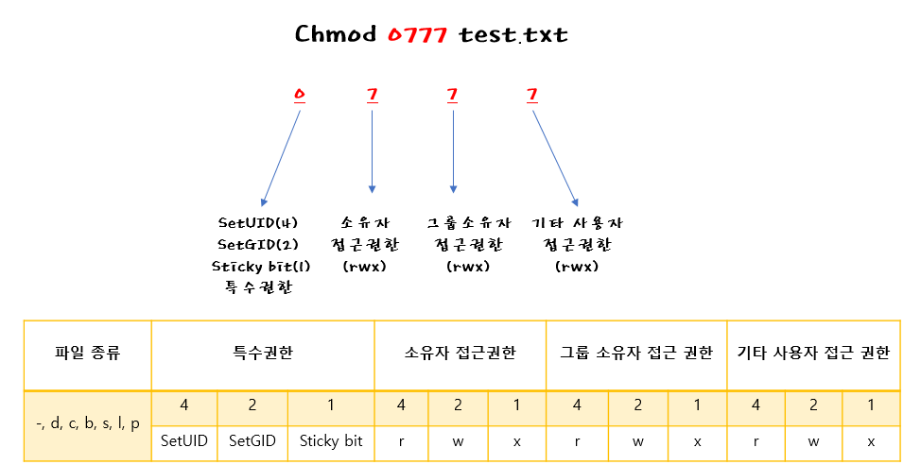 Chmod 0777 test.txt
0 7 7 7
SetUID(4) 소유자 그룹소유자 기타 사용자
SetGID(2) 접근권한 접근권한 접근권한
Sticky bit(1) (rwx) (rwx) (rwx)
특수권한
파일 종류 특수권한 소유자 접근권한 그룹 소유자 접근 권한 기타 사용자 접근 권한
-, d, c, b, s, l, p 4 2 1 4 2 1 4 2 1 4 2 1
SetUID SetGID Sticky bit r w x r w x r w x